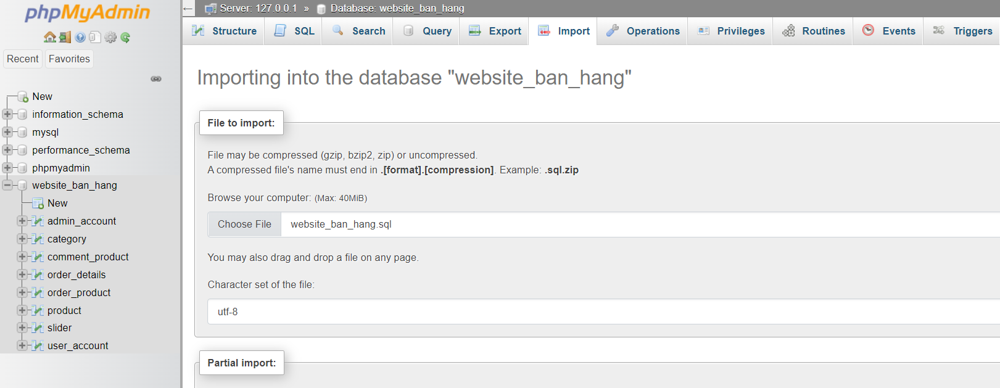 phpMyAdmin
Recent
Favorites
New
information_schema
mysql
performance_schema
phpmyadmin
website_ban_hang
New
admin_account
category
comment_product
order_details
order_product
product
slider
user_account
Server: 127.0.0.1 » Database: website_ban_hang
Structure
SQL
Search
Query
Export
Import
Operations
Privileges
Routines
Events
Triggers
Importing into the database "website_ban_hang"
File to import:
File may be compressed (gzip, bzip2, zip) or uncompressed.
A compressed file's name must end in .[format].[compression]. Example: .sql.zip
Browse your computer: (Max: 40MiB)
Choose File website_ban_hang.sql
You may also drag and drop a file on any page.
Character set of the file:
utf-8
Partial import: